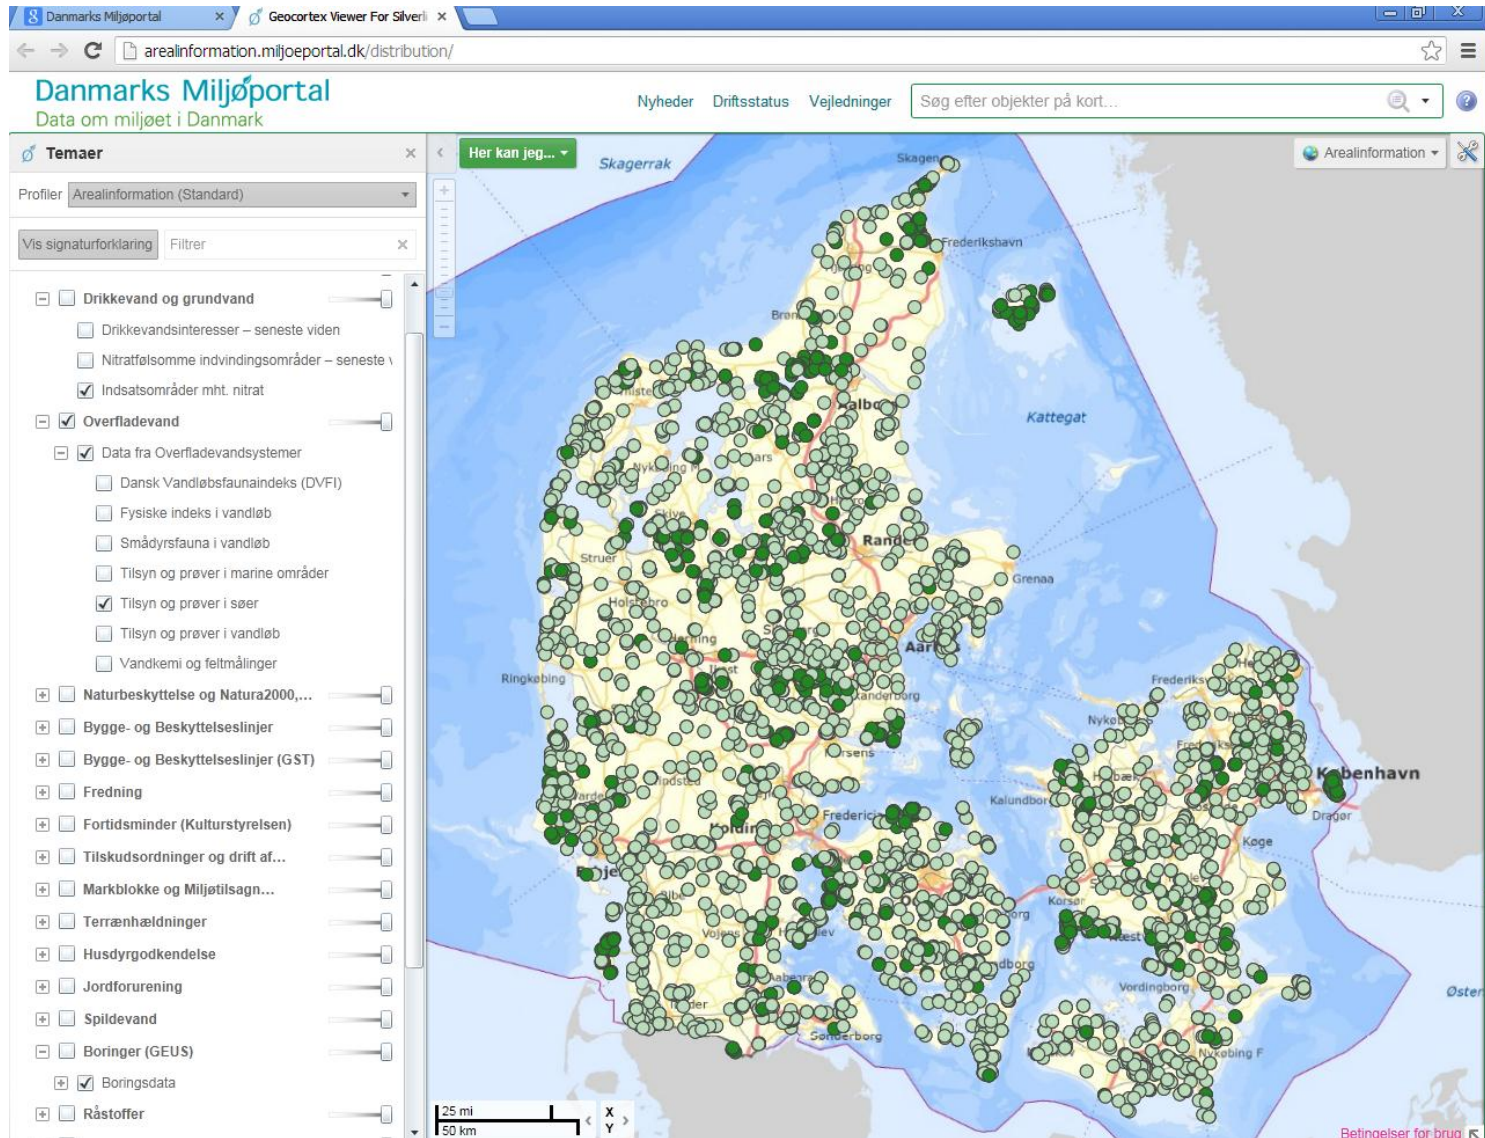 Danmarks Miljøportal
Geocortex Viewer For Silverli
arealinformation.miljoeportal.dk/distribution/
Danmarks Miljøportal
Data om miljøet i Danmark
Nyheder Driftsstatus Vejledninger
Søg efter objekter på kort...
Temaer
Her kan jeg...
Arealinformation
Profiler Arealinformation (Standard)
Vis signaturforklaring
Filtrer
Drikkevand og grundvand
Drikkevandsinteresser – seneste viden
Nitratfølsomme indvindingsområder – seneste v
Indsatsområder mht. nitrat
Overfladevand
Data fra Overfladevandsystemer
Dansk Vandløbsfaunaindeks (DVFI)
Fysiske indeks i vandløb
Smådyrsfauna i vandløb
Tilsyn og prøver i marine områder
Tilsyn og prøver i søer
Tilsyn og prøver i vandløb
Vandkemi og feltmålinger
Naturbeskyttelse og Natura2000,...
Bygge- og Beskyttelseslinjer
Bygge- og Beskyttelseslinjer (GST)
Fredning
Fortidsminder (Kulturstyrelsen)
Tilskudsordninger og drift af...
Markblokke og Miljøtilsagn...
Terrænhældninger
Husdyrgodkendelse
Jordforurening
Spildevand
Boringer (GEUS)
Boringsdata
Råstoffer
Skagerrak
Skagen
Frederikshavn
Kattegat
Struer
Grenaa
Holstebro
Ringkøbing
Kalundbor
København
Dragør
Køge
Korsør
Vordingborg
Øster
Sønderborg
Nykøbing F
25 mi
50 km
X
Y
Betingelser for brug